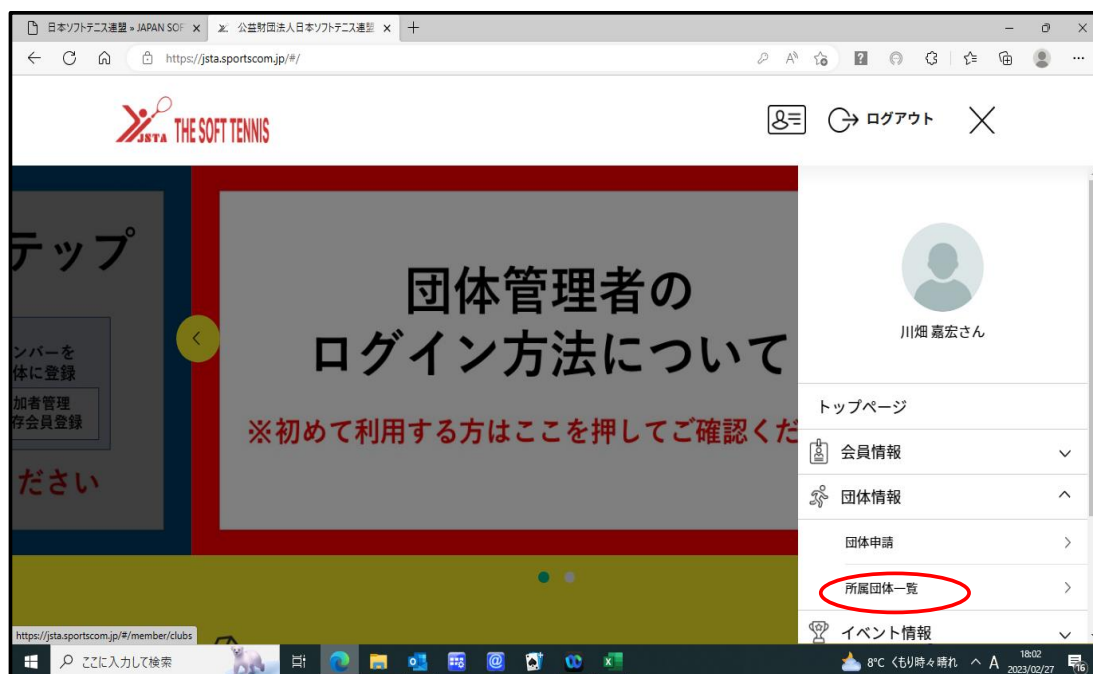 日本ソフトテニス連盟 » JAPAN SOF
公益財団法人日本ソフトテニス連盟
https://jsta.sportscom.jp/#/
JSTA THE SOFT TENNIS
ログアウト
テップ
ンバーを
体に登録
加者管理
存会員登録
ださい
団体管理者の
ログイン方法について
※初めて利用する方はここを押してご確認くだ
川畑 嘉宏さん
トップページ
会員情報
団体情報
団体申請
所属団体一覧
イベント情報
https://jsta.sportscom.jp/#/member/clubs
ここに入力して検索
8°C くもり時々晴れ
A
18:02
2023/02/27
16